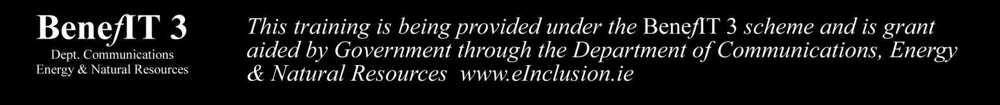 BenefIT 3
Dept. Communications
Energy & Natural Resources
This training is being provided under the BenefIT 3 scheme and is grant
aided by Government through the Department of Communications, Energy
& Natural Resources www.eInclusion.ie